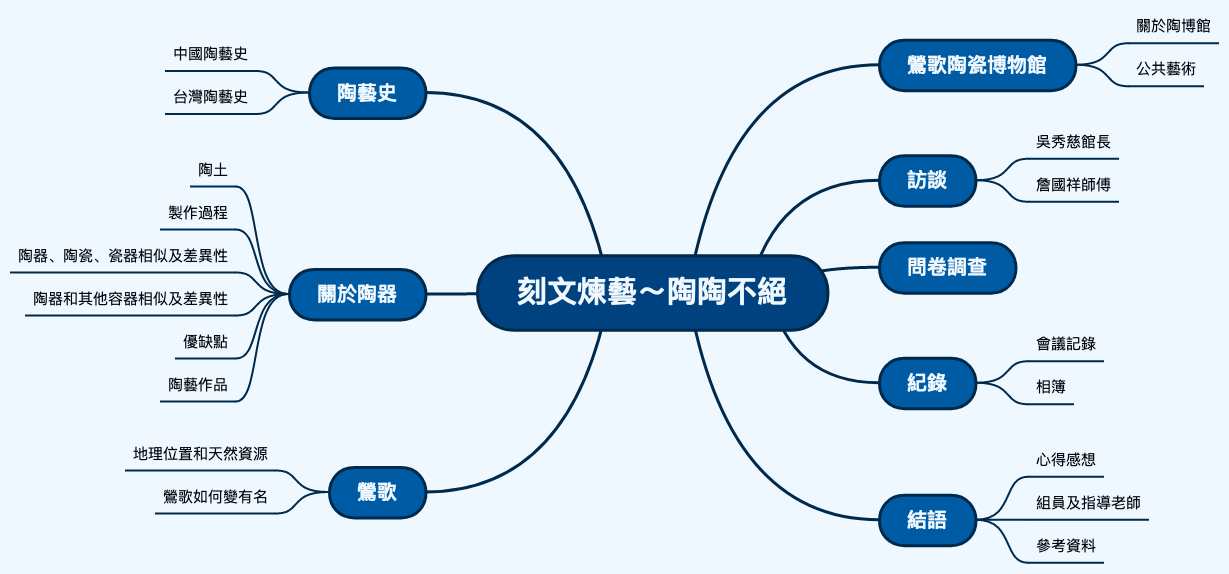 刻文煉藝～陶陶不絕
陶藝史
中國陶藝史
台灣陶藝史
關於陶器
陶土
製作過程
陶器、陶瓷、瓷器相似及差異性
陶器和其他容器相似及差異性
優缺點
陶藝作品
鶯歌
地理位置和天然資源
鶯歌如何變有名
鶯歌陶瓷博物館
關於陶博館
公共藝術
訪談
吳秀慈館長
詹國祥師傅
問卷調查
紀錄
會議記錄
相簿
結語
心得感想
組員及指導老師
參考資料